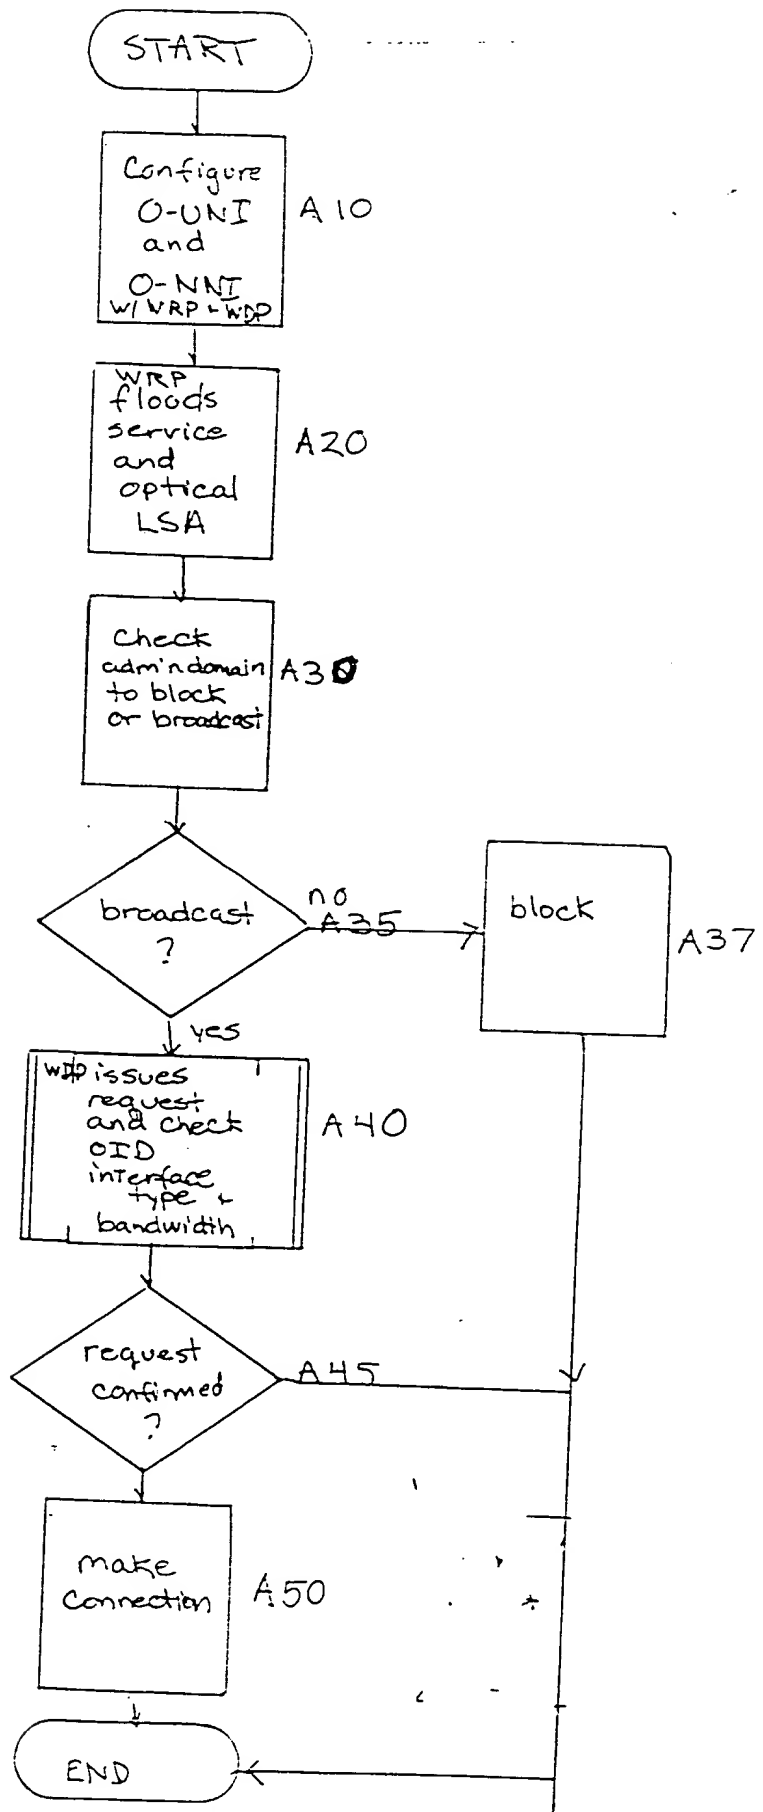 START
Configure
O-UNI
and
O-NNI
W/ WRP + WDP
A10
WRP
floods
service
and
optical
LSA
A20
Check
admin domain
to block
or broadcast
A30
broadcast
?
no
A35
block
A37
yes
WDP issues
request
and check
OID
interface
type +
bandwidth
A40
request
confirmed
?
A45
make
Connection
A50
END